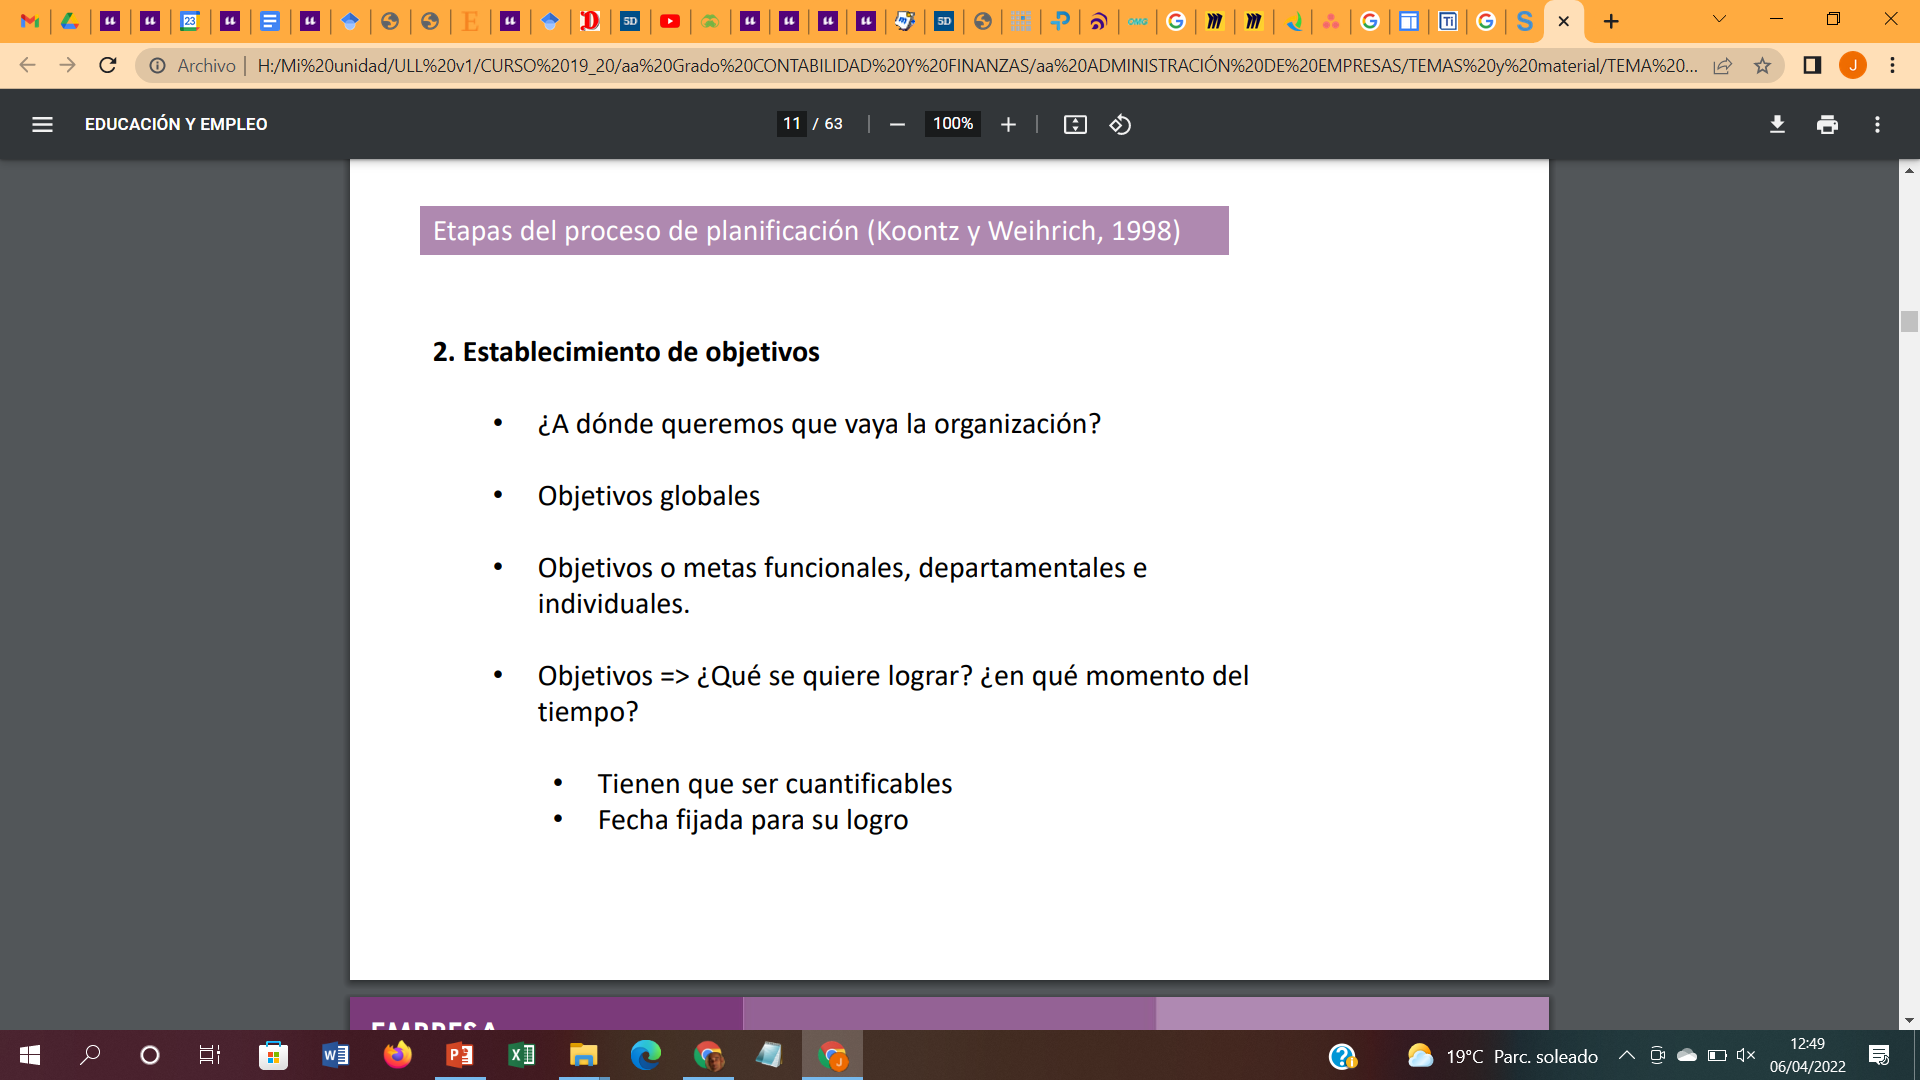 Archivo
H:/Mi%20unidad/ULL%20v1/CURSO%2019_20/aa%20Grado%20CONTABILIDAD%20Y%20FINANZAS/aa%20ADMINISTRACIÓN%20DE%20EMPRESAS/TEMAS%20y%20material/TEMA%20...
J
EDUCACIÓN Y EMPLEO
11 / 63
100%
Etapas del proceso de planificación (Koontz y Weihrich, 1998)
2. Establecimiento de objetivos
• ¿A dónde queremos que vaya la organización?
• Objetivos globales
• Objetivos o metas funcionales, departamentales e
individuales.
• Objetivos => ¿Qué se quiere lograr? ¿en qué momento del
tiempo?
• Tienen que ser cuantificables
• Fecha fijada para su logro
19°C Parc. soleado
12:49
06/04/2022